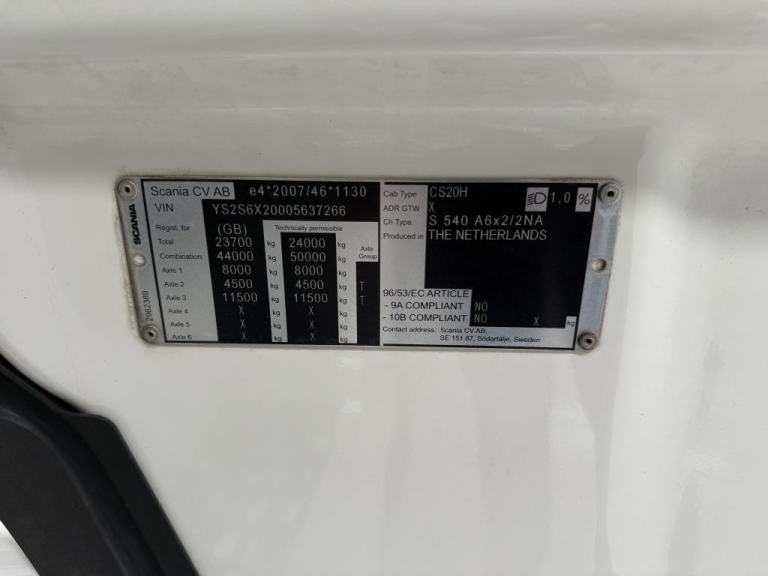 SCANIA
2962389
Scania CV AB e4*2007/46*1130
VIN YS2S6X20005637266
Regist. for (GB) Technically permissible
Total 23700 kg 24000 kg Axle Group
Combination 44000 kg 50000 kg
Axle 1 8000 kg 8000 kg
Axle 2 4500 kg 4500 kg T
Axle 3 11500 kg 11500 kg T
Axle 4 X kg X kg
Axle 5 X kg X kg
Axle 6 X kg X kg
Cab Type CS20H 1,0 %
ADR GTW X
Ch Type. S 540 A6x2/2NA
Produced in THE NETHERLANDS
96/53/EC ARTICLE
- 9A COMPLIANT NO
- 10B COMPLIANT NO X kg
Contact address: Scania CV AB,
SE 151 87, Södertälje, Sweden